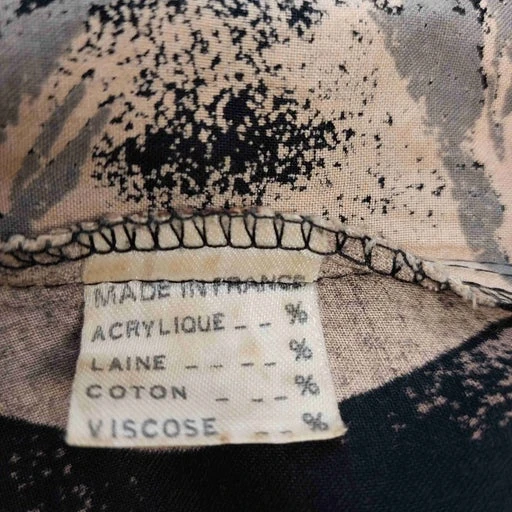 MADE IN FRANCE
ACRYLIQUE _ _ %
LAINE _ _ _ _ %
COTON _ _ _ %
VISCOSE _ _ %